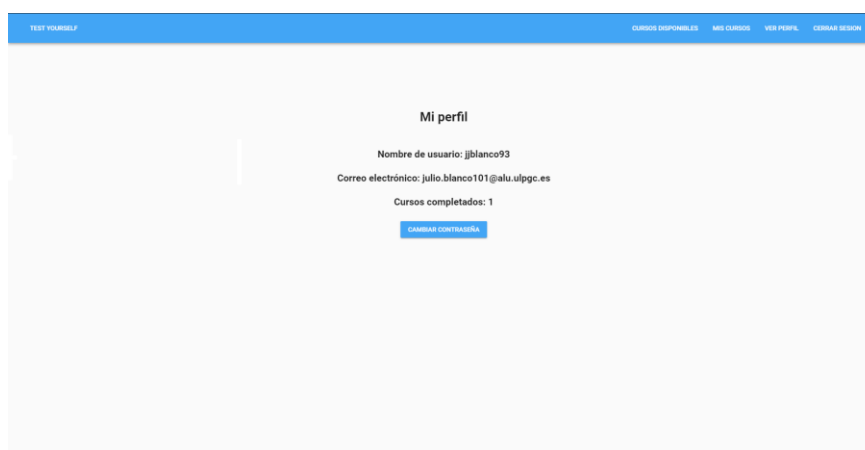 TEST YOURSELF CURSOS DISPONIBLES MIS CURSOS VER PERFIL CERRAR SESION
Mi perfil
Nombre de usuario: jjblanco93
Correo electrónico: julio.blanco101@alu.ulpgc.es
Cursos completados: 1
CAMBIAR CONTRASEÑA